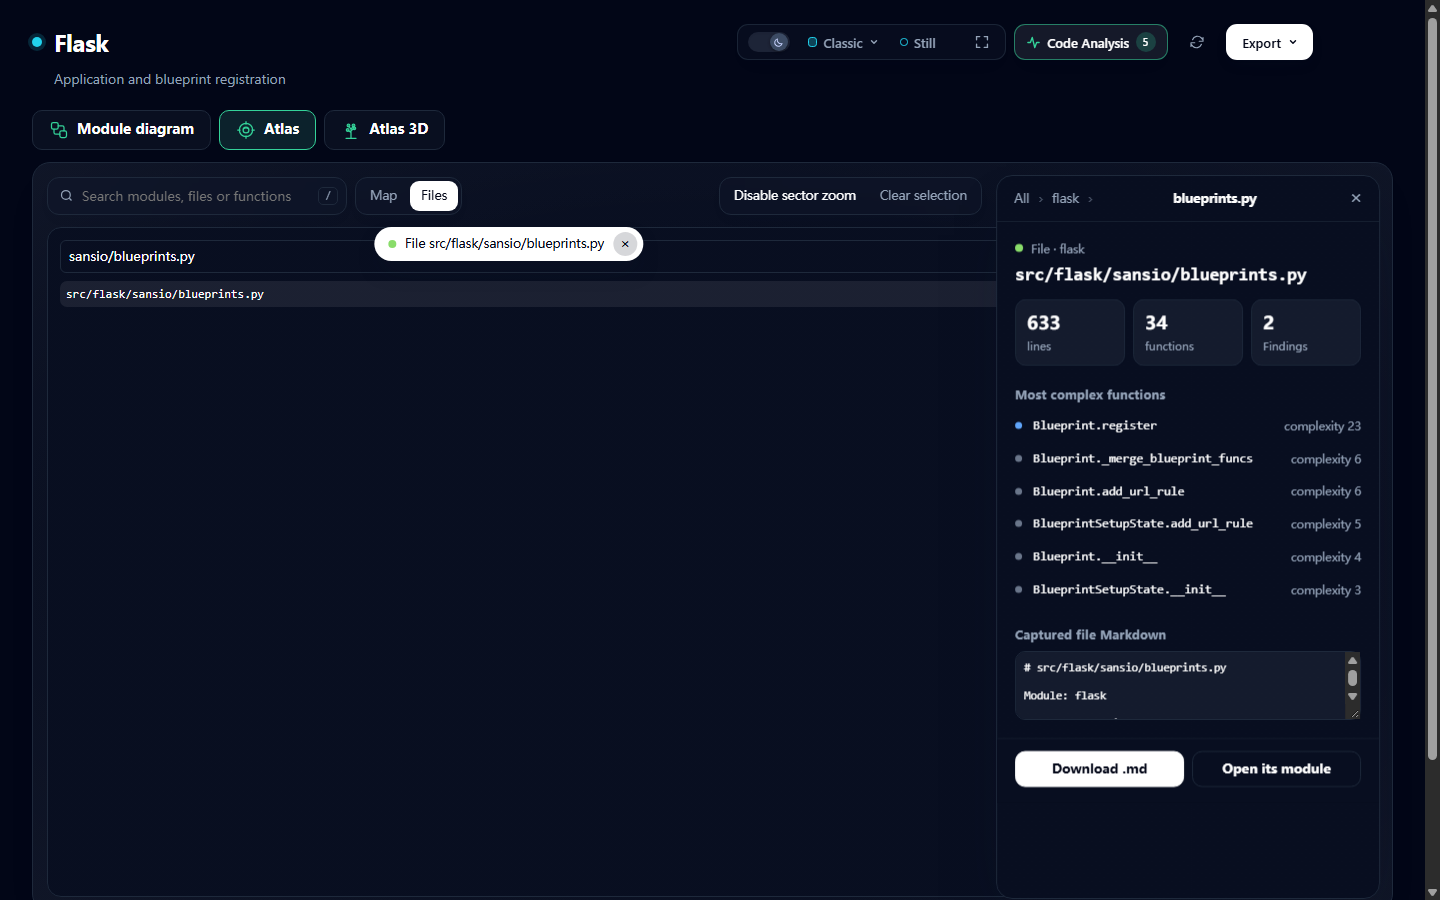 Flask
Application and blueprint registration
Classic
Still
Code Analysis 5
Export
Module diagram
Atlas
Atlas 3D
Search modules, files or functions /
Map
Files
Disable sector zoom
Clear selection
File src/flask/sansio/blueprints.py
sansio/blueprints.py
src/flask/sansio/blueprints.py
All › flask › blueprints.py
File · flask
src/flask/sansio/blueprints.py
633 34 2
lines functions Findings
Most complex functions
Blueprint.register complexity 23
Blueprint._merge_blueprint_funcs complexity 6
Blueprint.add_url_rule complexity 6
BlueprintSetupState.add_url_rule complexity 5
Blueprint.__init__ complexity 4
BlueprintSetupState.__init__ complexity 3
Captured file Markdown
# src/flask/sansio/blueprints.py
Module: flask
Download .md
Open its module